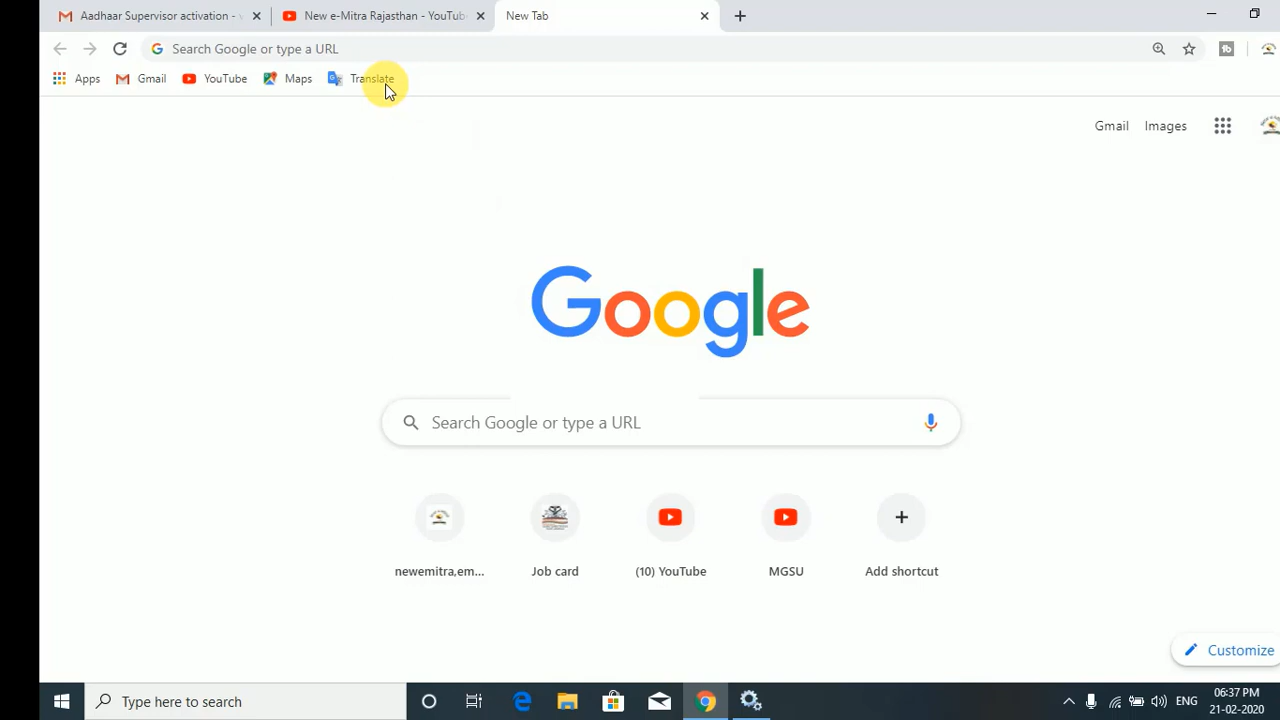 Aadhaar Supervisor activation -
New e-Mitra Rajasthan - YouTube
New Tab
Search Google or type a URL
Apps
Gmail
YouTube
Maps
Translate
Gmail
Images
Google
Search Google or type a URL
newemitra,em...
Job card
(10) YouTube
MGSU
Add shortcut
Customize
Type here to search
ENG
06:37 PM
21-02-2020